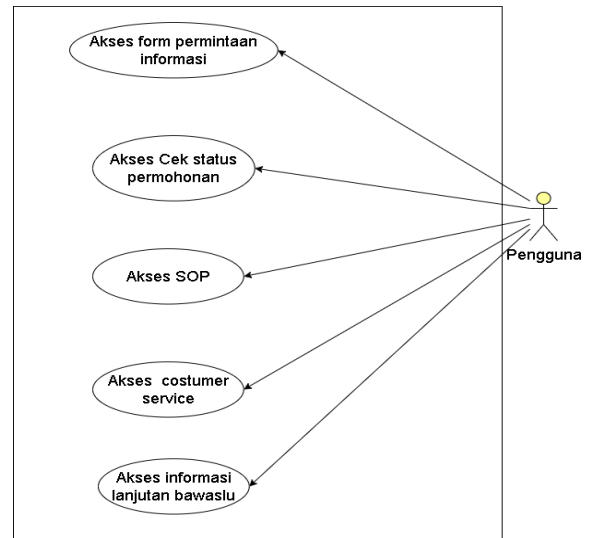 Akses form permintaan
informasi
Akses Cek status
permohonan
Pengguna
Akses SOP
Akses costumer
service
Akses informasi
lanjutan bawaslu